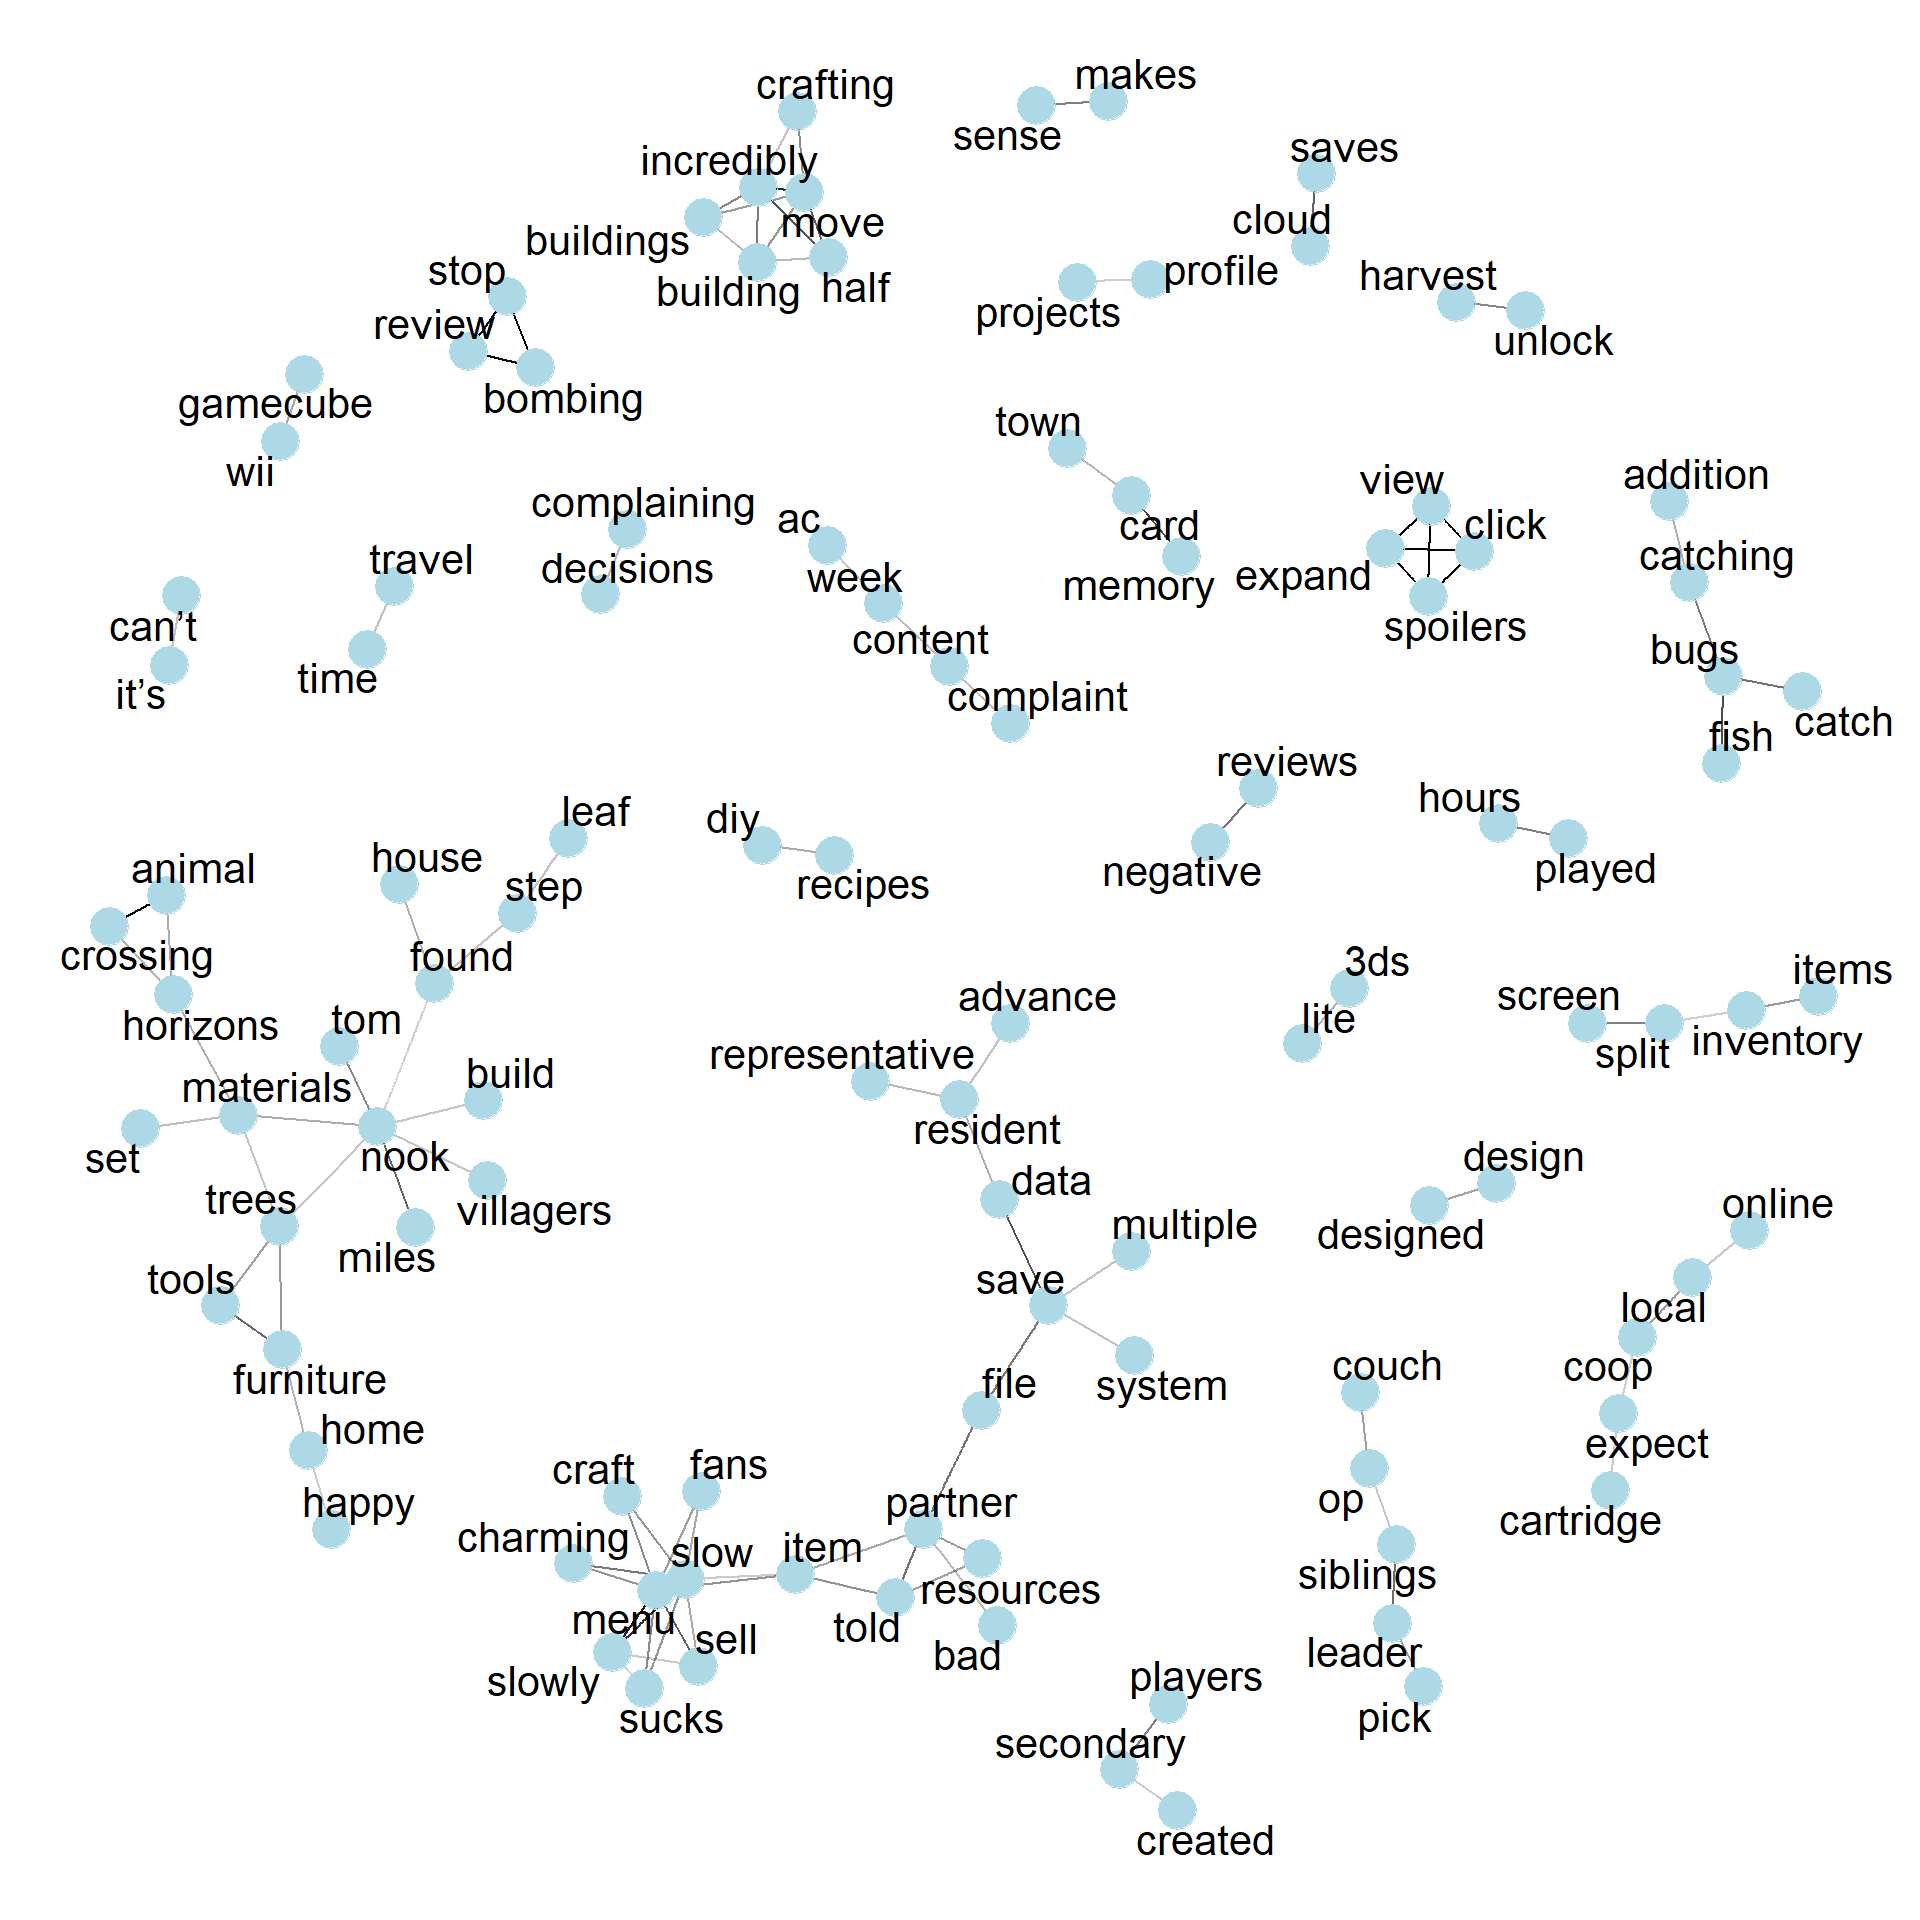 crafting
makes
sense
incredibly
saves
move
cloud
buildings
stop
building
half
projects
profile
harvest
unlock
review
bombing
gamecube
wii
town
card
memory
view
click
expand
spoilers
addition
catching
bugs
fish
catch
complaining
decisions
ac
week
content
complaint
travel
time
can’t
it’s
reviews
negative
hours
played
leaf
diy
recipes
house
step
found
animal
crossing
horizons
tom
build
materials
nook
set
villagers
trees
miles
tools
furniture
home
happy
advance
representative
resident
data
multiple
save
system
file
3ds
lite
items
screen
split
inventory
design
designed
online
local
coop
expect
cartridge
couch
op
siblings
leader
pick
craft
fans
partner
charming
slow
item
resources
menu
told
sell
bad
slowly
sucks
players
secondary
created